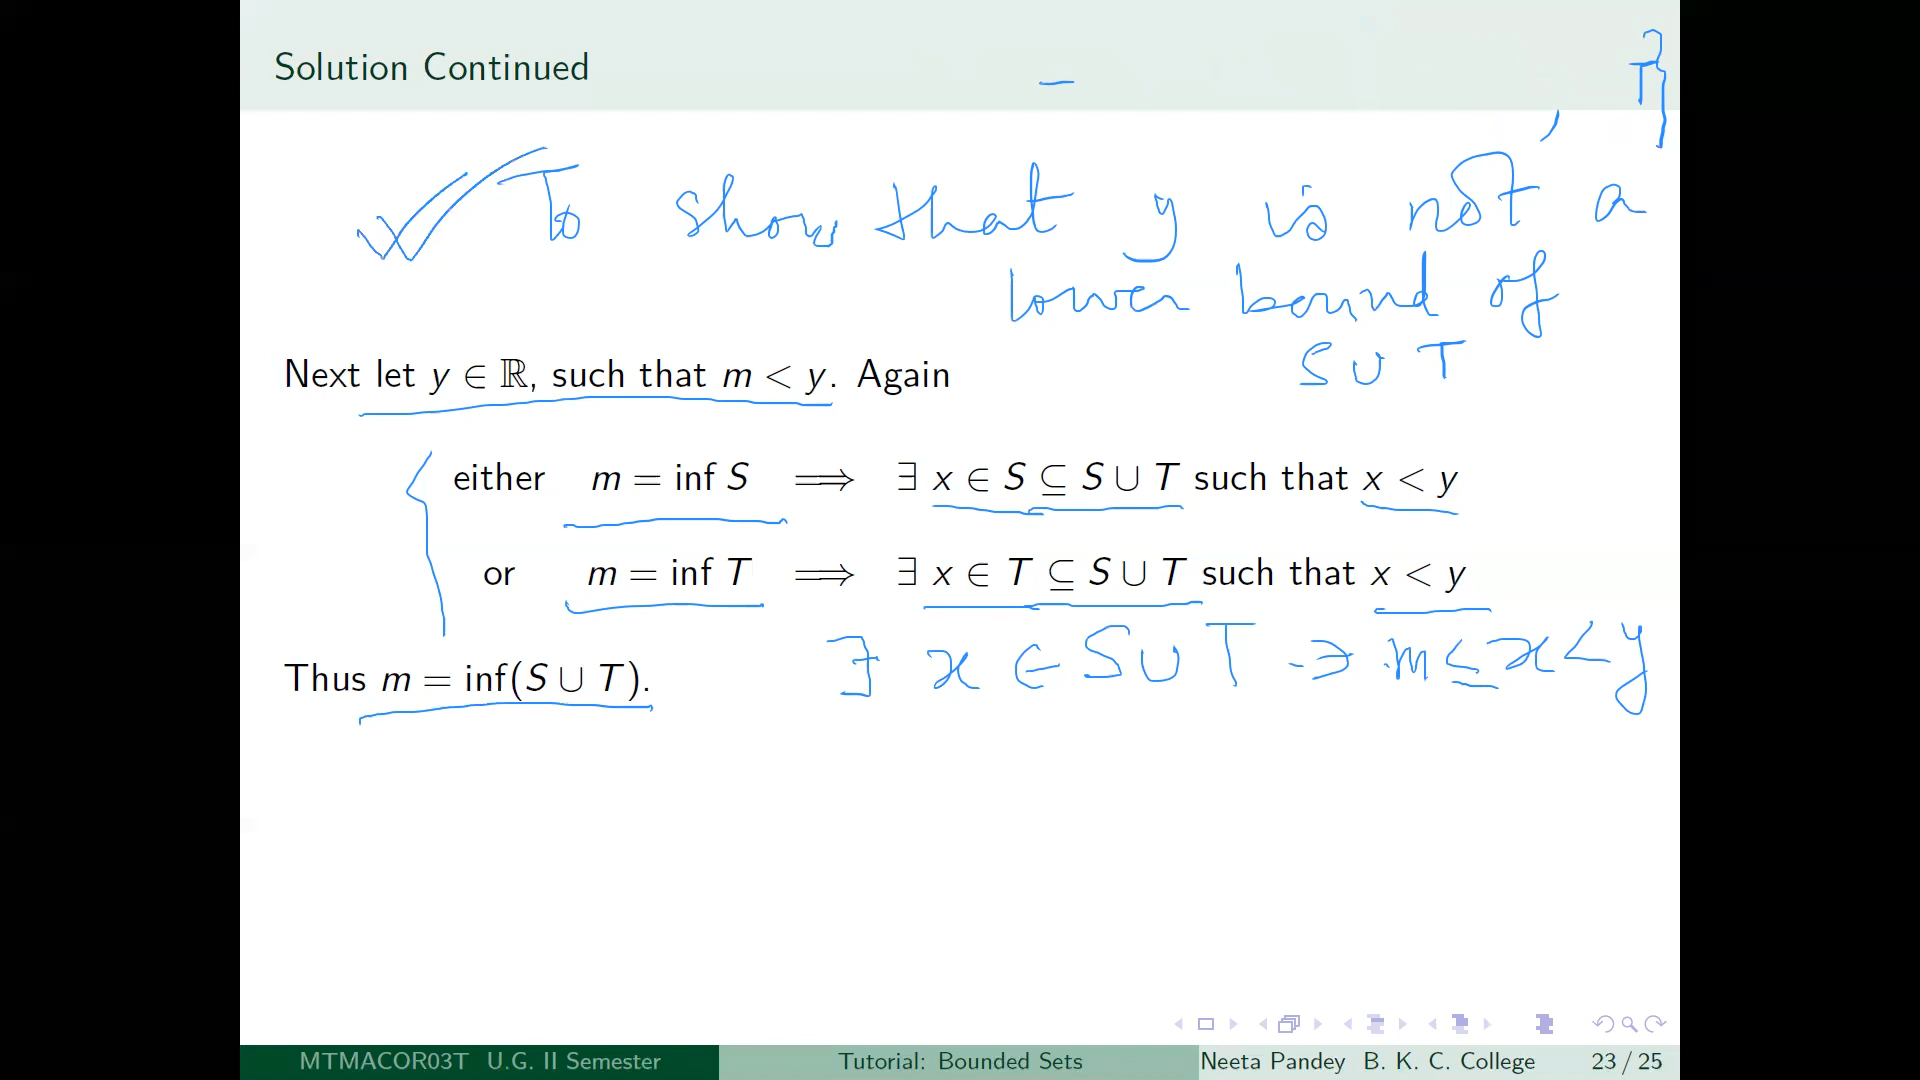 Solution Continued
T}
To show that y is not a
lower bound of
S ∪ T
Next let y ∈ ℝ, such that m < y. Again
either m = inf S ⟹ ∃ x ∈ S ⊆ S ∪ T such that x < y
or m = inf T ⟹ ∃ x ∈ T ⊆ S ∪ T such that x < y
∃ x ∈ S ∪ T ∋ m ≤ x < y
Thus m = inf(S ∪ T).
MTMACOR03T U.G. II Semester Tutorial: Bounded Sets Neeta Pandey B. K. C. College 23 / 25